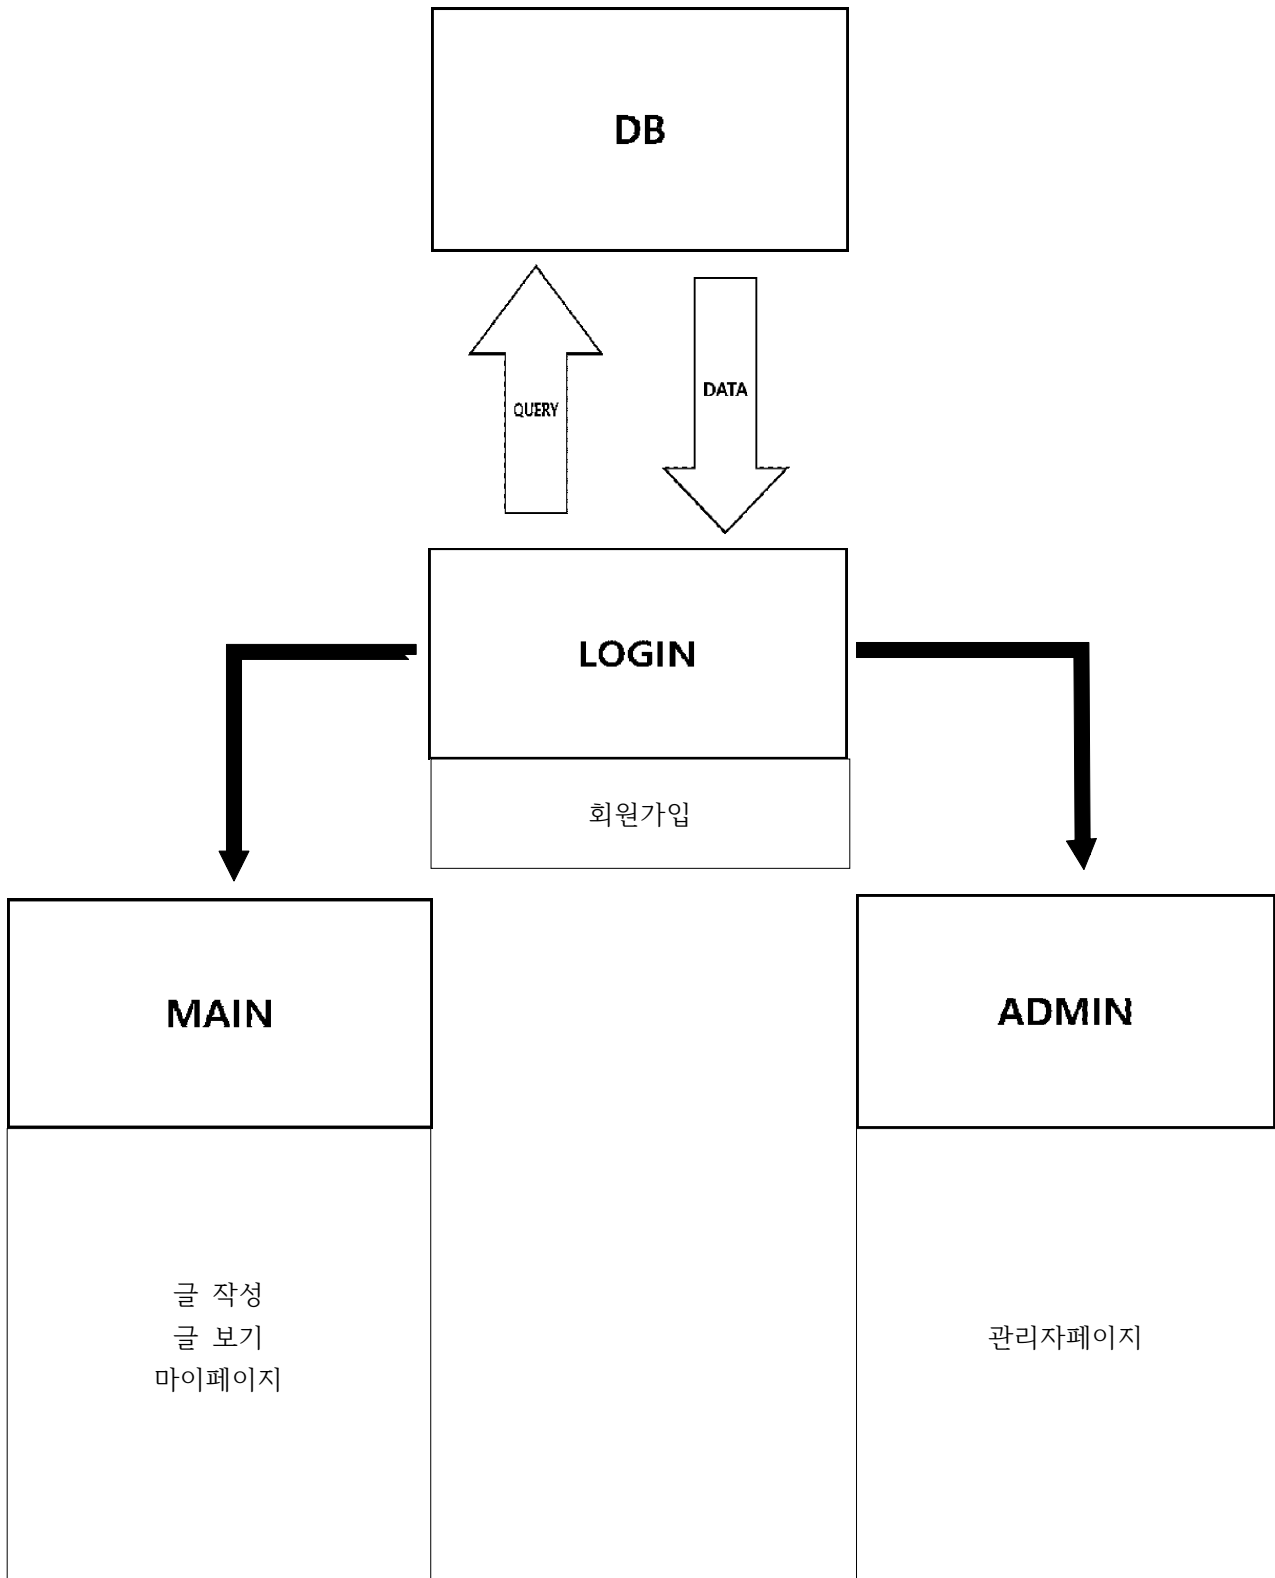 DB
QUERY
DATA
LOGIN
회원가입
MAIN
ADMIN
글 작성
글 보기
마이페이지
관리자페이지